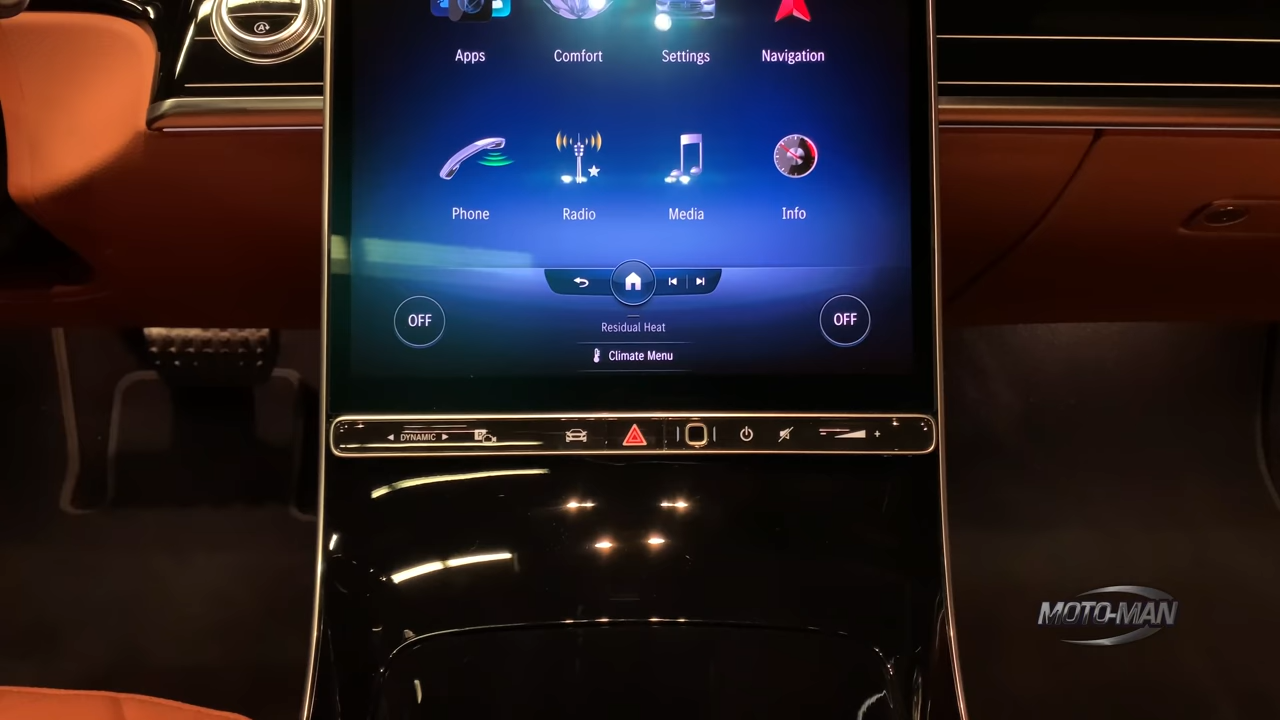 Apps Comfort Settings Navigation
Phone Radio Media Info
OFF OFF
Residual Heat
Climate Menu
DYNAMIC
MOTO-MAN